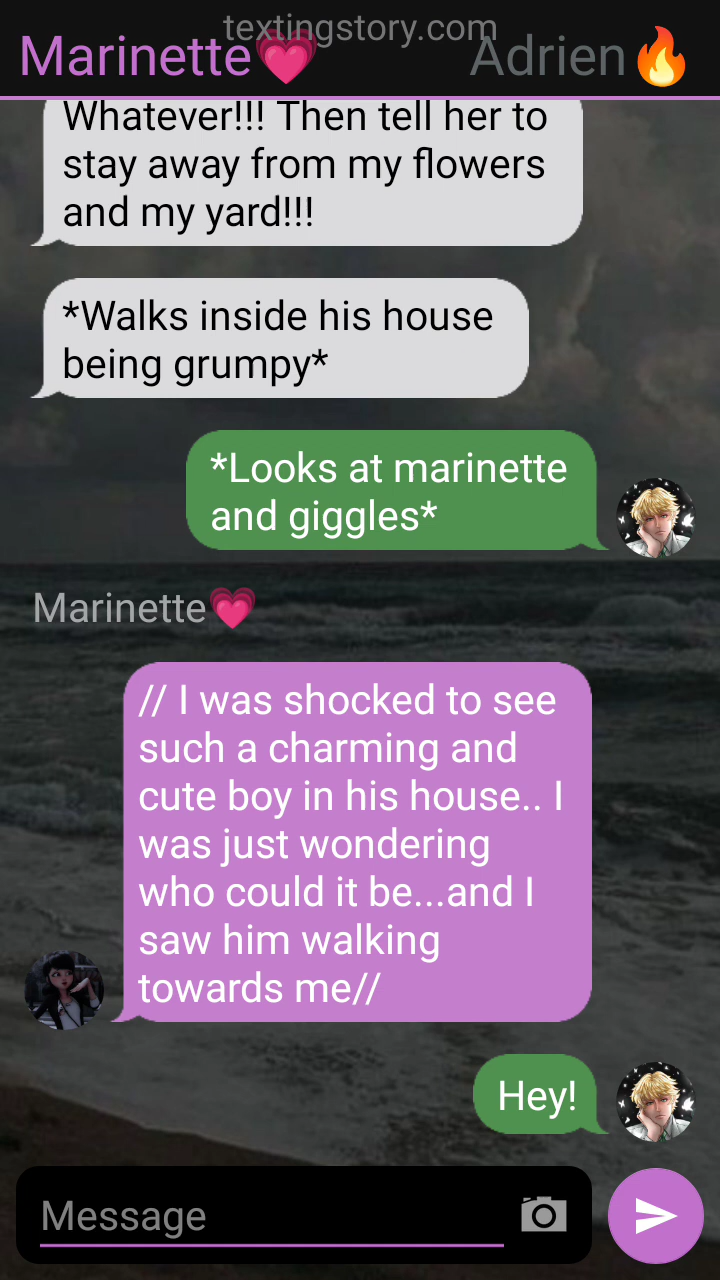 textingstory.com
Marinette💗 Adrien🔥
Whatever!!! Then tell her to
stay away from my flowers
and my yard!!!
*Walks inside his house
being grumpy*
*Looks at marinette
and giggles*
Marinette💗
// I was shocked to see
such a charming and
cute boy in his house.. I
was just wondering
who could it be...and I
saw him walking
towards me//
Hey!
Message